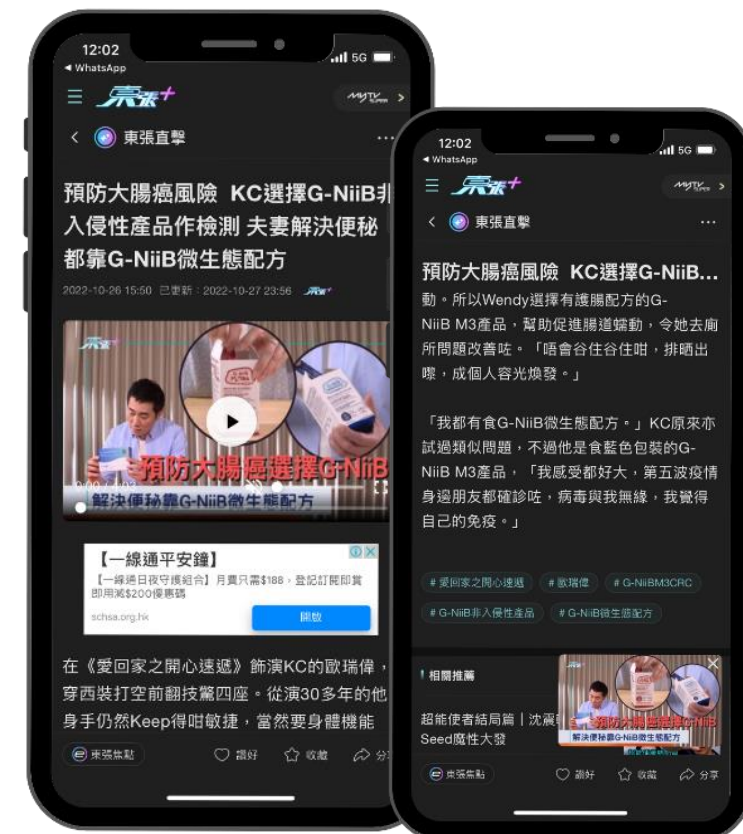 12:02
5G
WhatsApp
東張+
myTV SUPER
東張直擊
預防大腸癌風險 KC選擇G-NiiB非
入侵性產品作檢測 夫妻解決便秘
都靠G-NiiB微生態配方
2022-10-26 15:50 已更新：2022-10-27 23:56 東張+
東張+
預防大腸癌選擇G-NiiB
0:00 / 4:03
解決便秘靠G-NiiB微生態配方
【一線通平安鐘】
【一線通日夜守護組合】月費只需$188，登記訂閱即賞
即用減$200優惠碼
schsa.org.hk
開啟
在《愛回家之開心速遞》飾演KC的歐瑞偉，
穿西裝打空前翻技驚四座。從演30多年的他
身手仍然Keep得咁敏捷，當然要身體機能
東張焦點
讚好
收藏
12:02
5G
WhatsApp
東張+
myTV SUPER
東張直擊
預防大腸癌風險 KC選擇G-NiiB...
動。所以Wendy選擇有護腸配方的G-
NiiB M3產品，幫助促進腸道蠕動，令她去廁
所問題改善咗。「唔會谷住谷住咁，排晒出
嚟，成個人容光煥發。」
「我都有食G-NiiB微生態配方。」KC原來亦
試過類似問題，不過他是食藍色包裝的G-
NiiB M3產品，「我感受都好大，第五波疫情
身邊朋友都確診咗，病毒與我無緣，我覺得
自己的免疫。」
#愛回家之開心速遞
#歐瑞偉
#G-NiiBM3CRC
#G-NiiB非入侵性產品
#G-NiiB微生態配方
相關推薦
超能使者結局篇｜沈震
Seed魔性大發
預防大腸癌選擇G-NiiB
解決便秘靠G-NiiB微生態配方
東張焦點
讚好
收藏
分享